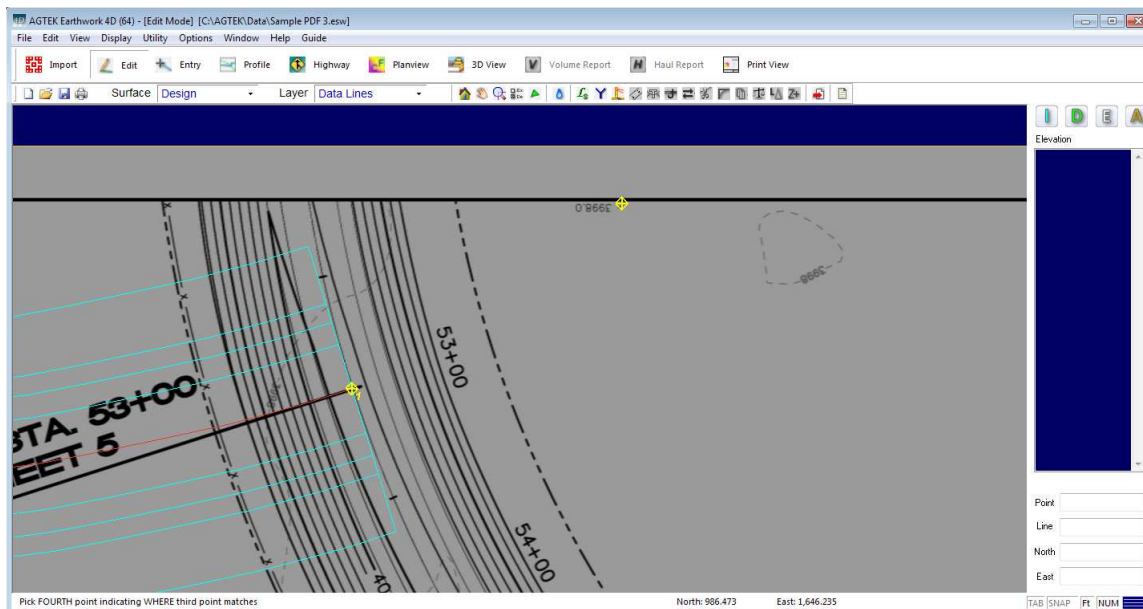 AGTEK Earthwork 4D (64) - [Edit Mode] [C:\AGTEK\Data\Sample PDF 3.esw]
File Edit View Display Utility Options Window Help Guide
Import Edit Entry Profile Highway Planview 3D View V Volume Report H Haul Report Print View
Surface Design Layer Data Lines
I D E A
Elevation
3998.0
3998
53+00
1
STA. 53+00
EET 5
54+00
40
Point
Line
North
East
Pick FOURTH point indicating WHERE third point matches North: 986.473 East: 1,646.235 TAB SNAP Ft NUM